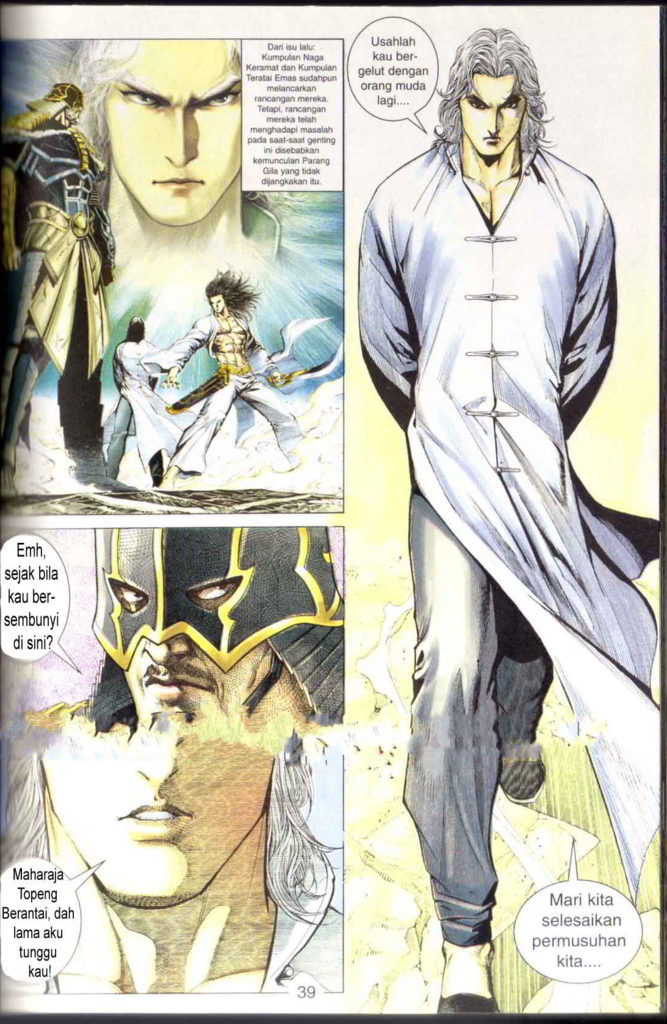 Dari isu lalu:
Kumpulan Naga
Keramat dan Kumpulan
Teratai Emas sudahpun
melancarkan
rancangan mereka.
Tetapi, rancangan
mereka telah
menghadapi masalah
pada saat-saat genting
ini disebabkan
kemunculan Parang
Gila yang tidak
dijangkakan itu.
Usahlah
kau ber-
gelut dengan
orang muda
lagi....
Emh,
sejak bila
kau ber-
sembunyi
di sini?
Maharaja
Topeng
Berantai, dah
lama aku
tunggu
kau!
Mari kita
selesaikan
permusuhan
kita....
39